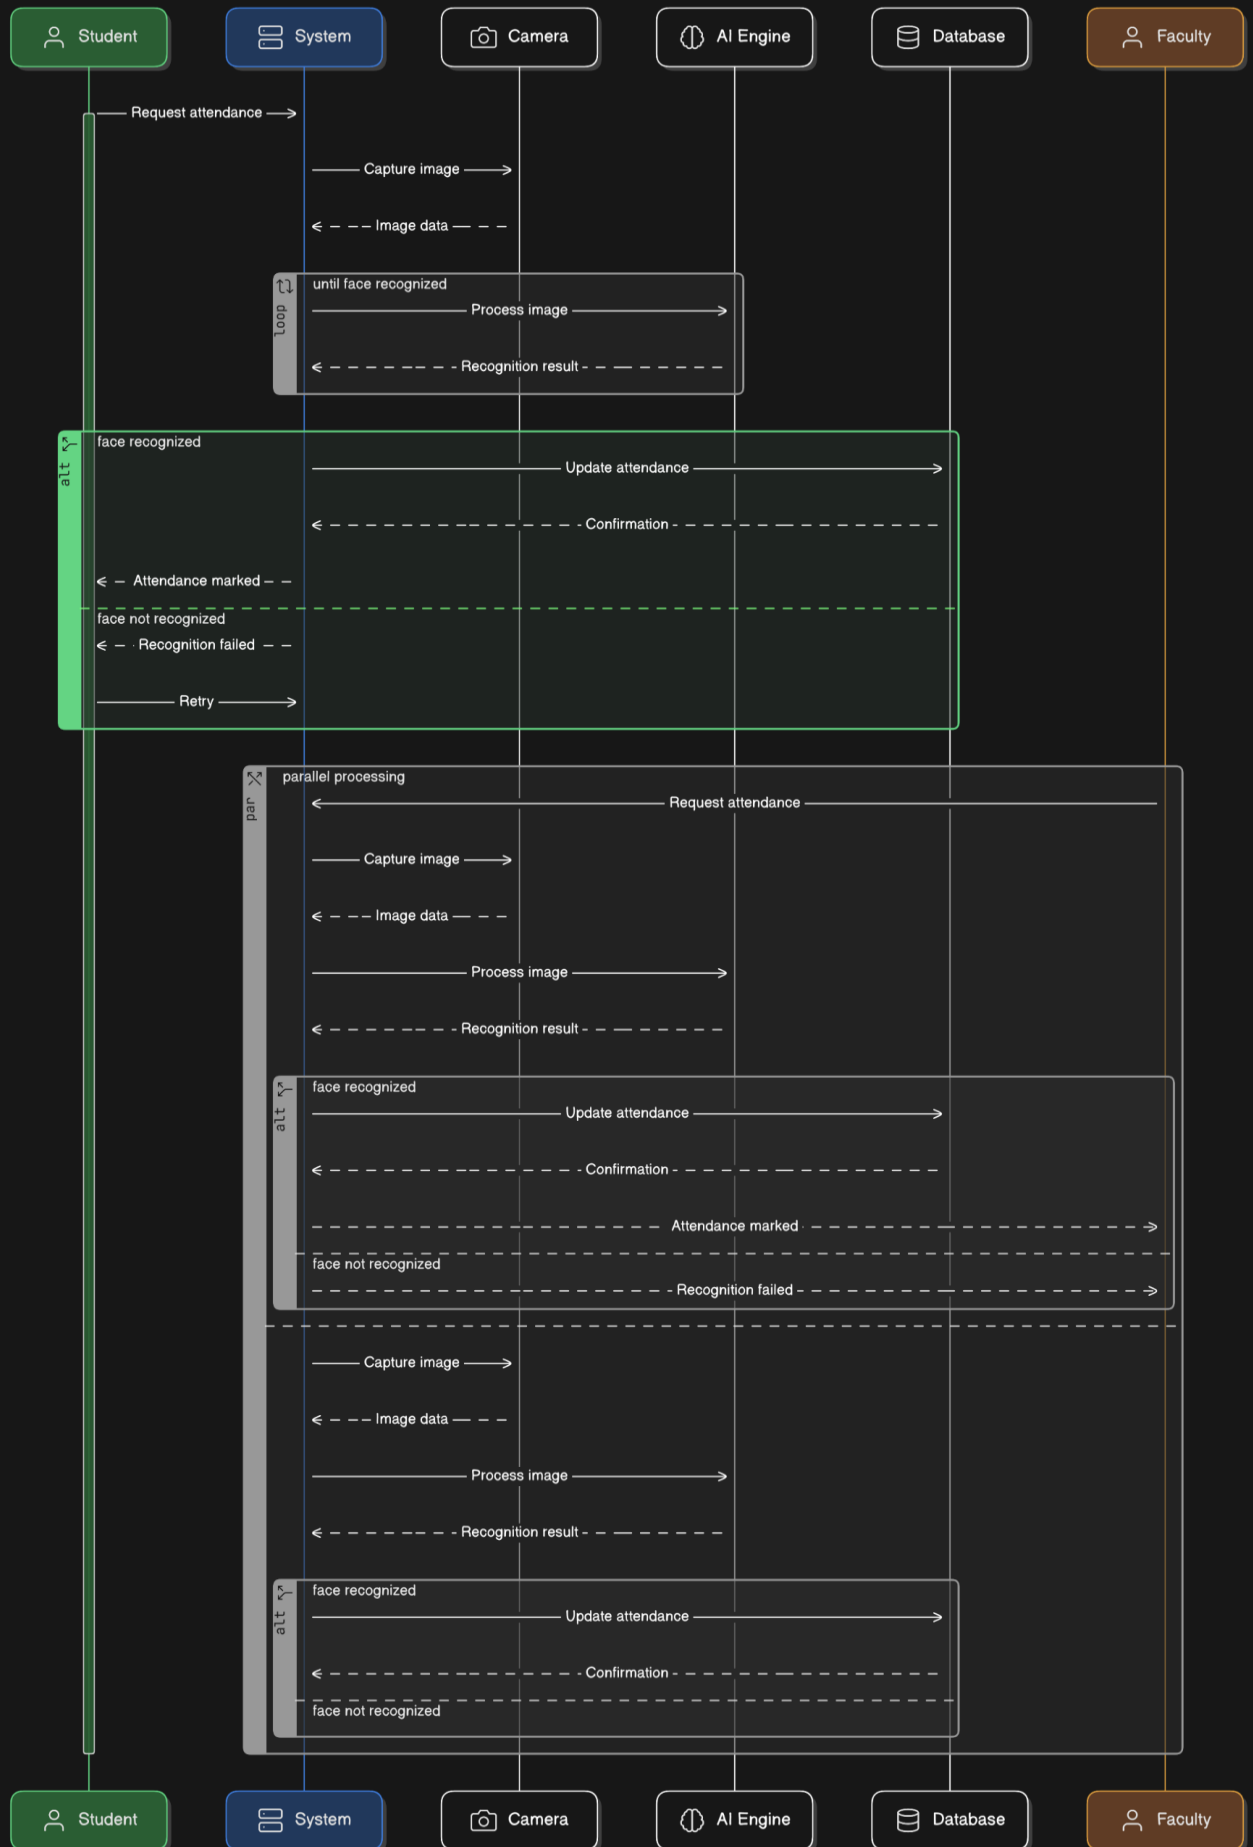 Student
System
Camera
AI Engine
Database
Faculty
Request attendance
Capture image
Image data
loop
until face recognized
Process image
Recognition result
alt
face recognized
Update attendance
Confirmation
Attendance marked
face not recognized
Recognition failed
Retry
par
parallel processing
Request attendance
Capture image
Image data
Process image
Recognition result
alt
face recognized
Update attendance
Confirmation
Attendance marked
face not recognized
Recognition failed
Capture image
Image data
Process image
Recognition result
alt
face recognized
Update attendance
Confirmation
face not recognized
Student
System
Camera
AI Engine
Database
Faculty